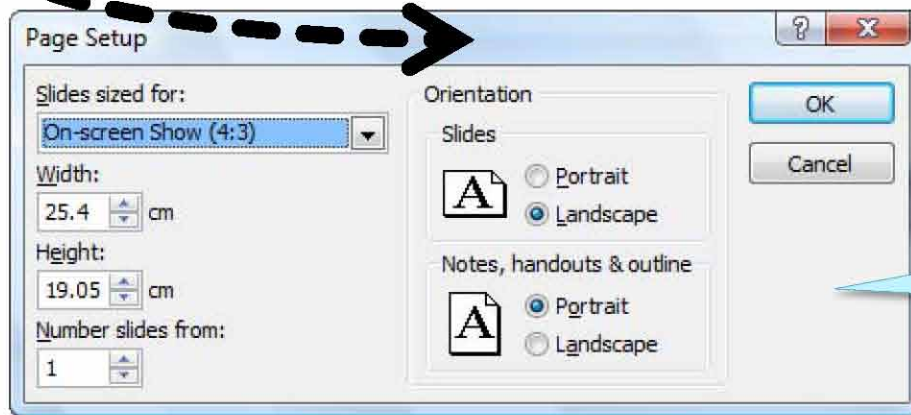 Page Setup
Slides sized for:
On-screen Show (4:3)
Width:
25.4 cm
Height:
19.05 cm
Number slides from:
1
Orientation
Slides
A
Portrait
Landscape
Notes, handouts & outline
A
Portrait
Landscape
?
OK
Cancel